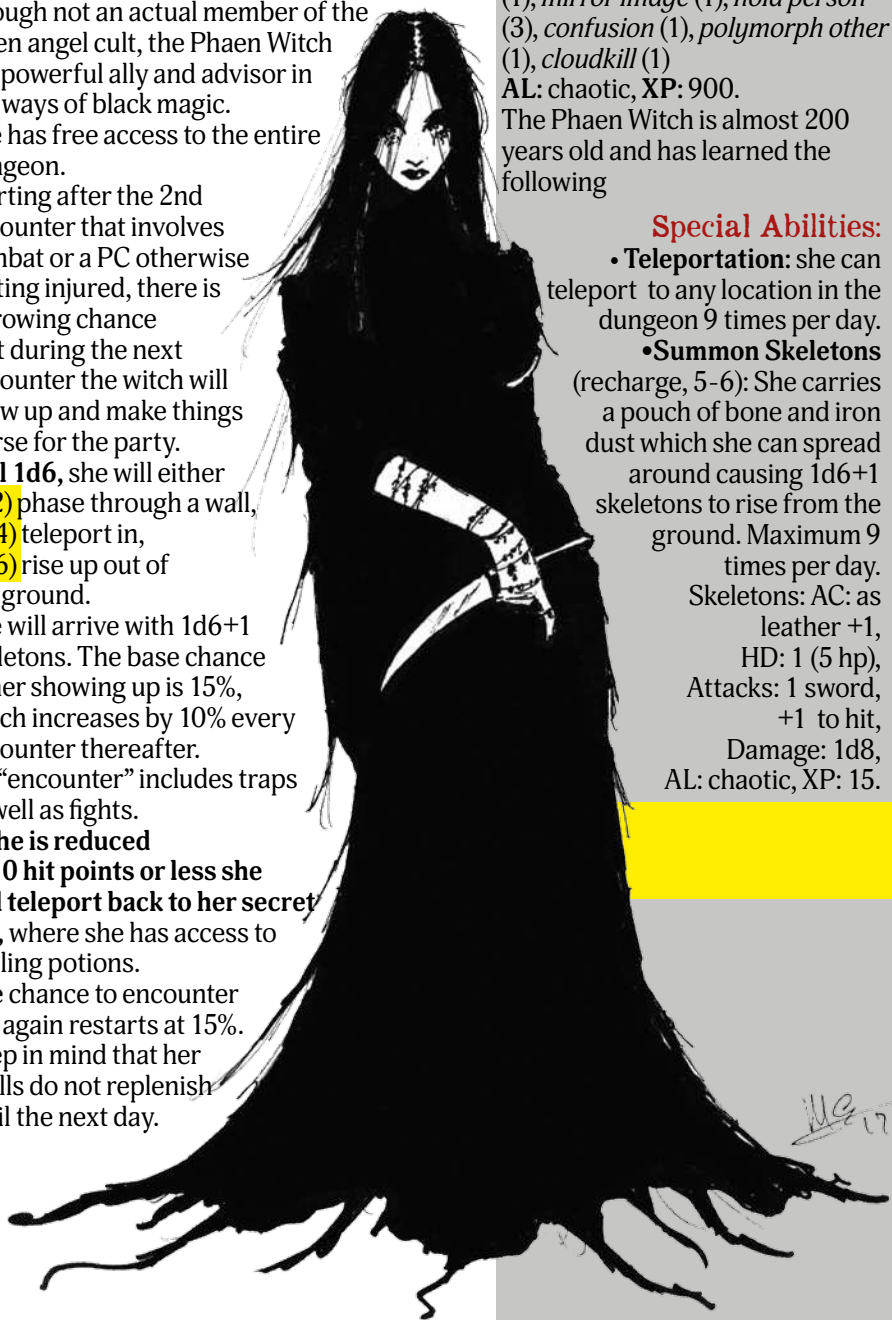 ough not an actual member of the
en angel cult, the Phaen Witch
powerful ally and advisor in
ways of black magic.
e has free access to the entire
ngeon.
rting after the 2nd
ounter that involves
mbat or a PC otherwise
ting injured, there is
rowing chance
t during the next
ounter the witch will
w up and make things
rse for the party.
l 1d6, she will either
2) phase through a wall,
4) teleport in,
6) rise up out of
ground.
e will arrive with 1d6+1
letons. The base chance
her showing up is 15%,
ch increases by 10% every
ounter thereafter.
“encounter” includes traps
well as fights.
he is reduced
0 hit points or less she
l teleport back to her secret
, where she has access to
ling potions.
e chance to encounter
again restarts at 15%.
ep in mind that her
lls do not replenish
il the next day.
(1), mirror image (1), hold person
(3), confusion (1), polymorph other
(1), cloudkill (1)
AL: chaotic, XP: 900.
The Phaen Witch is almost 200
years old and has learned the
following
Special Abilities:
• Teleportation: she can
teleport to any location in the
dungeon 9 times per day.
•Summon Skeletons
(recharge, 5-6): She carries
a pouch of bone and iron
dust which she can spread
around causing 1d6+1
skeletons to rise from the
ground. Maximum 9
times per day.
Skeletons: AC: as
leather +1,
HD: 1 (5 hp),
Attacks: 1 sword,
+1 to hit,
Damage: 1d8,
AL: chaotic, XP: 15.
17